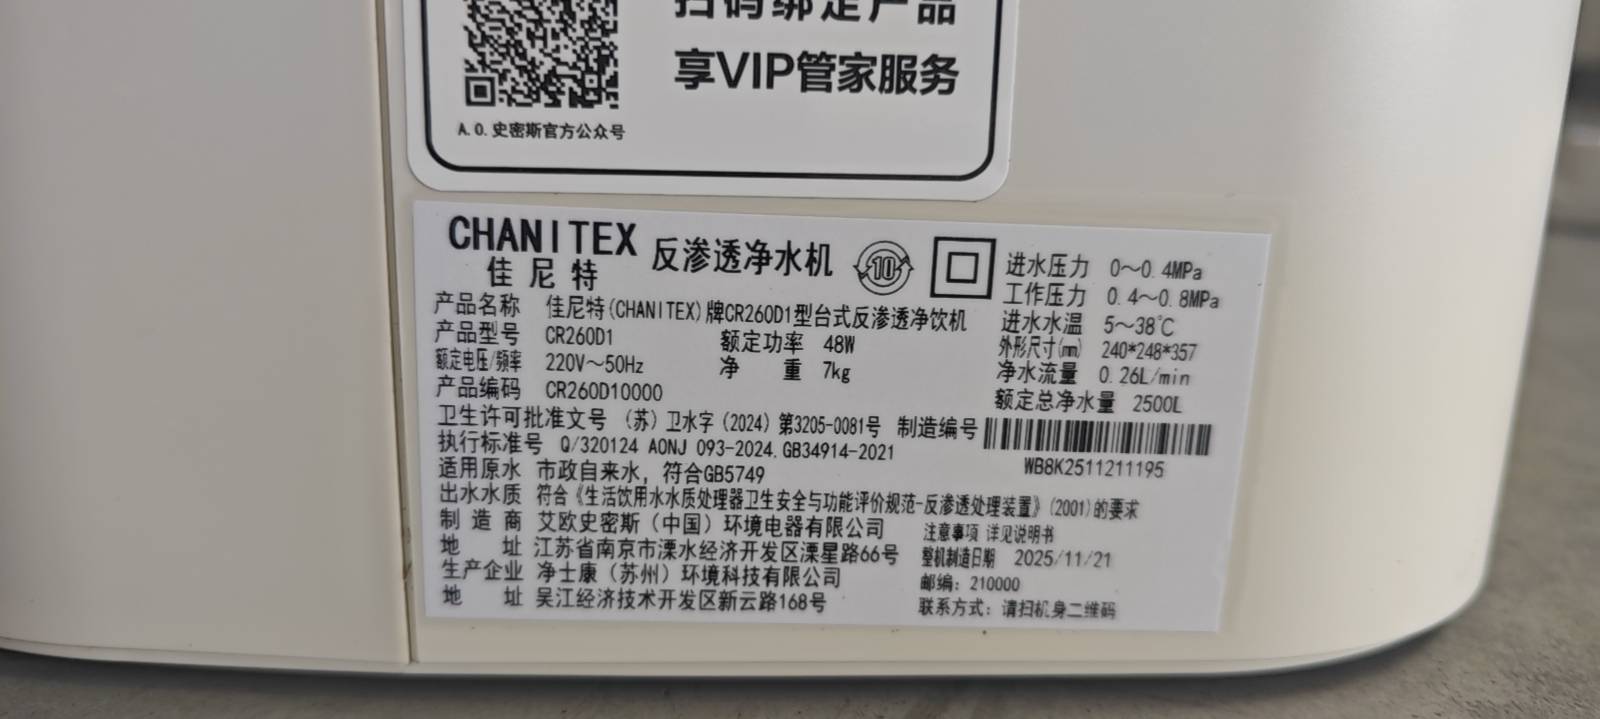 扫码绑定产品
享VIP管家服务
A.O.史密斯官方公众号
CHANITEX
佳尼特
反渗透净水机
10
产品名称 佳尼特(CHANITEX)牌CR260D1型台式反渗透净饮机
产品型号 CR260D1 额定功率 48W
额定电压/频率 220V～50Hz 净重 7kg
产品编码 CR260D10000
进水压力 0～0.4MPa
工作压力 0.4～0.8MPa
进水水温 5～38℃
外形尺寸(mm) 240*248*357
净水流量 0.26L/min
额定总净水量 2500L
卫生许可批准文号 (苏)卫水字(2024)第3205-0081号 制造编号
WB8K2511211195
执行标准号 Q/320124 AONJ 093-2024.GB34914-2021
适用原水 市政自来水，符合GB5749
出水水质 符合《生活饮用水水质处理器卫生安全与功能评价规范-反渗透处理装置》(2001)的要求
制造商 艾欧史密斯（中国）环境电器有限公司
地址 江苏省南京市溧水经济开发区溧星路66号
生产企业 净士康（苏州）环境科技有限公司
地址 吴江经济技术开发区新云路168号
注意事项 详见说明书
整机制造日期 2025/11/21
邮编：210000
联系方式：请扫机身二维码